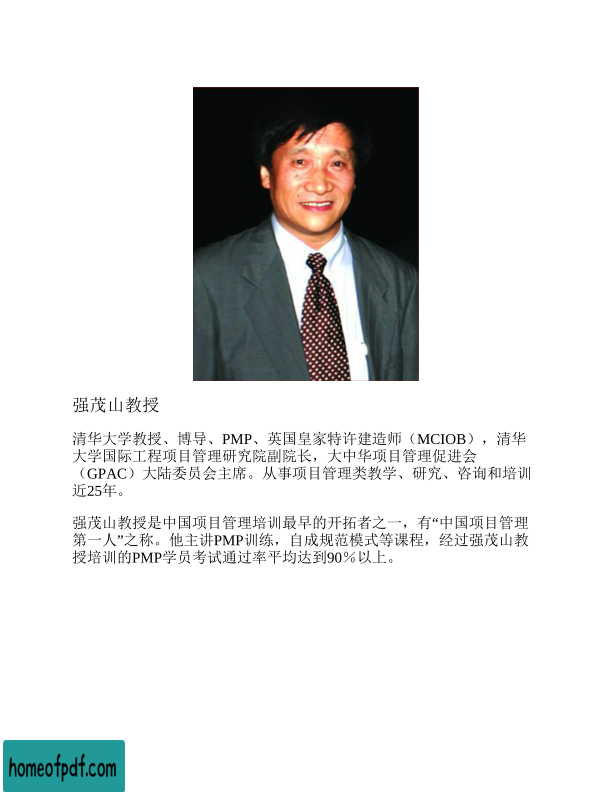 强茂山教授
清华大学教授、博导、PMP、英国皇家特许建造师（MCIOB），清华
大学国际工程项目管理研究院副院长，大中华项目管理促进会
（GPAC）大陆委员会主席。从事项目管理类教学、研究、咨询和培训
近25年。
强茂山教授是中国项目管理培训最早的开拓者之一，有“中国项目管理
第一人”之称。他主讲PMP训练，自成规范模式等课程，经过强茂山教
授培训的PMP学员考试通过率平均达到90％以上。
homeofpdf.com